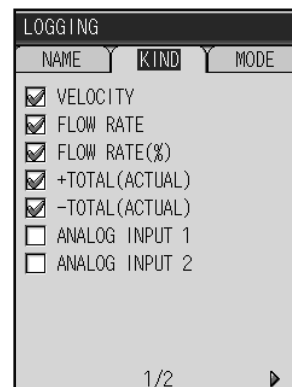 LOGGING
NAME KIND MODE
VELOCITY
FLOW RATE
FLOW RATE(%)
+TOTAL(ACTUAL)
-TOTAL(ACTUAL)
ANALOG INPUT 1
ANALOG INPUT 2
1/2